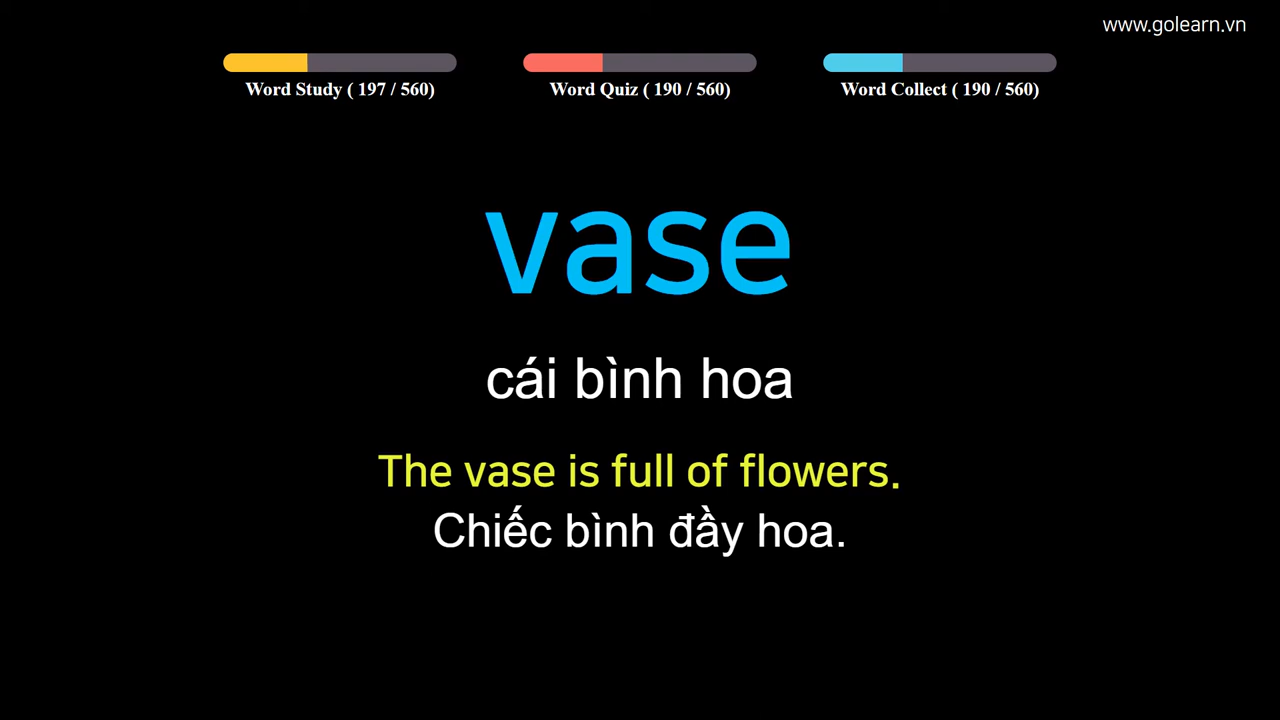 www.golearn.vn
Word Study ( 197 / 560)
Word Quiz ( 190 / 560)
Word Collect ( 190 / 560)
vase
cái bình hoa
The vase is full of flowers.
Chiếc bình đầy hoa.